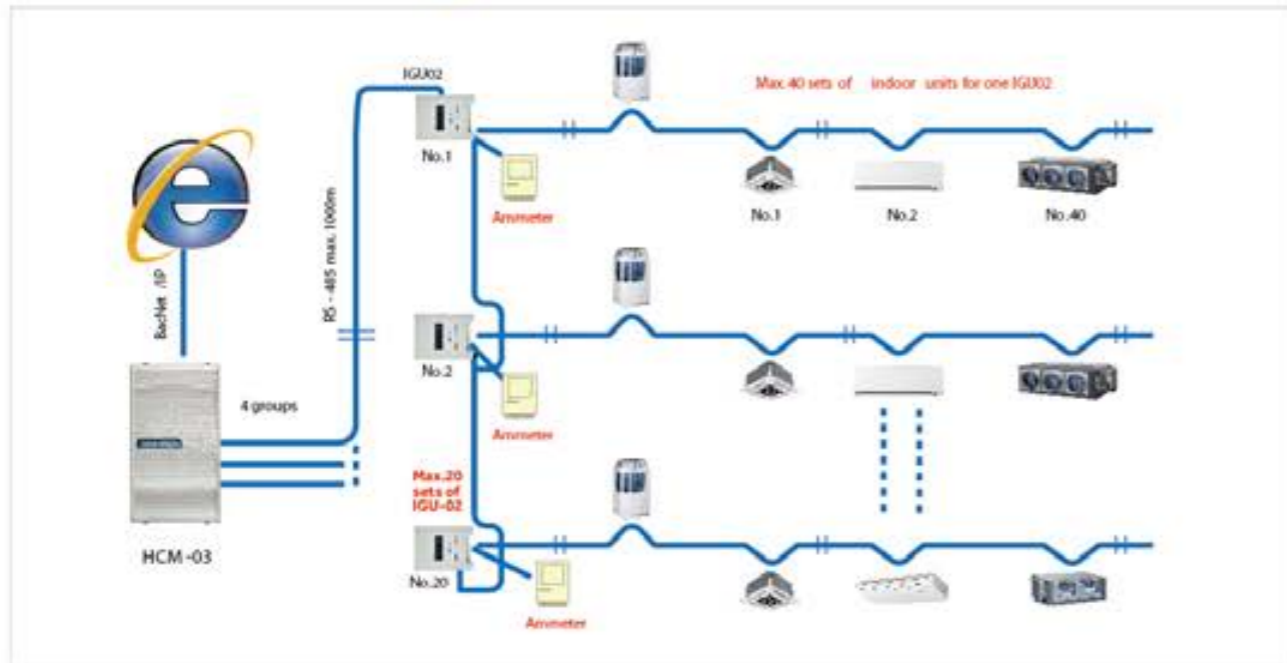 IGU02
Max.40 sets of indoor units for one IGU02
No.1
Ammeter
No.1
No.2
No.40
RS - 485 max. 1000m
BacNet /IP
No.2
Ammeter
4 groups
Max.20
sets of
IGU-02
HCM -03
No.20
Ammeter